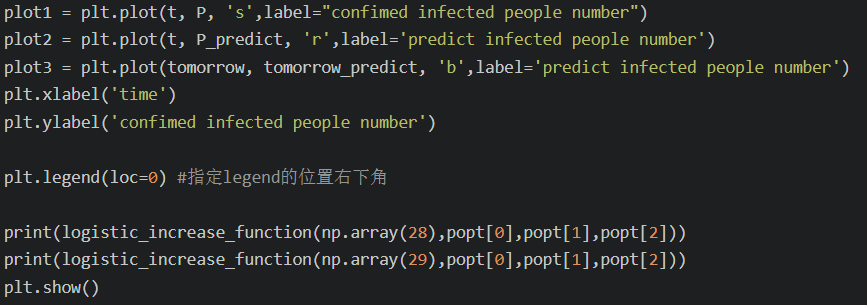 plot1 = plt.plot(t, P, 's',label="confimed infected people number")
plot2 = plt.plot(t, P_predict, 'r',label='predict infected people number')
plot3 = plt.plot(tomorrow, tomorrow_predict, 'b',label='predict infected people number')
plt.xlabel('time')
plt.ylabel('confimed infected people number')
plt.legend(loc=0) #指定legend的位置右下角
print(logistic_increase_function(np.array(28),popt[0],popt[1],popt[2]))
print(logistic_increase_function(np.array(29),popt[0],popt[1],popt[2]))
plt.show()